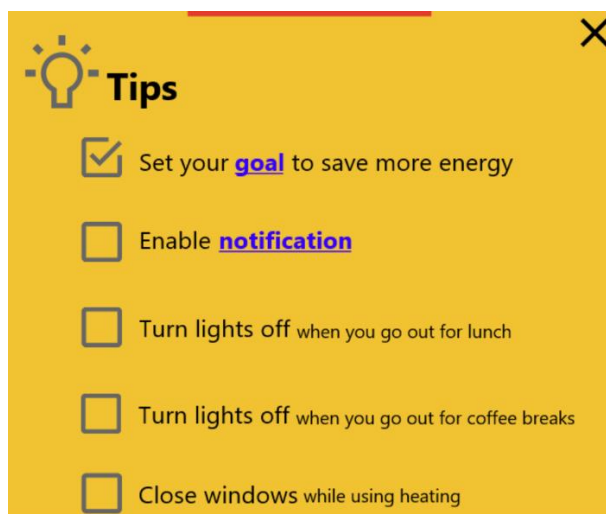 Tips
Set your goal to save more energy
Enable notification
Turn lights off when you go out for lunch
Turn lights off when you go out for coffee breaks
Close windows while using heating